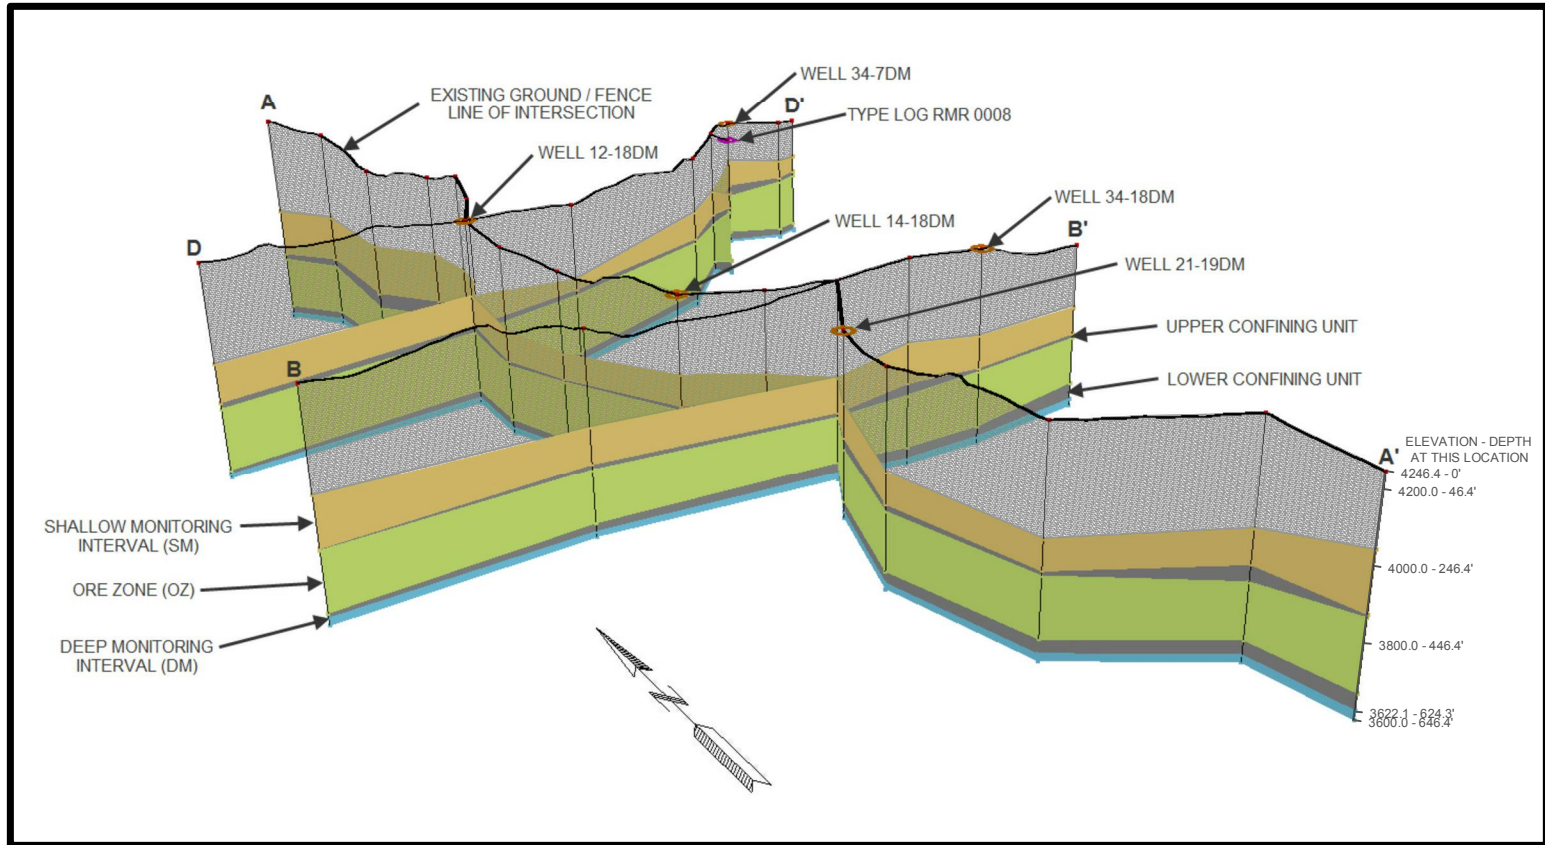 WELL 34-7DM
A
EXISTING GROUND / FENCE
LINE OF INTERSECTION
D'
TYPE LOG RMR 0008
WELL 12-18DM
WELL 34-18DM
WELL 14-18DM
B'
D
WELL 21-19DM
UPPER CONFINING UNIT
B
LOWER CONFINING UNIT
ELEVATION - DEPTH
AT THIS LOCATION
A'
4246.4 - 0'
4200.0 - 46.4'
SHALLOW MONITORING
INTERVAL (SM)
4000.0 - 246.4'
ORE ZONE (OZ)
DEEP MONITORING
INTERVAL (DM)
3800.0 - 446.4'
N
3622.1 - 624.3'
3600.0 - 646.4'